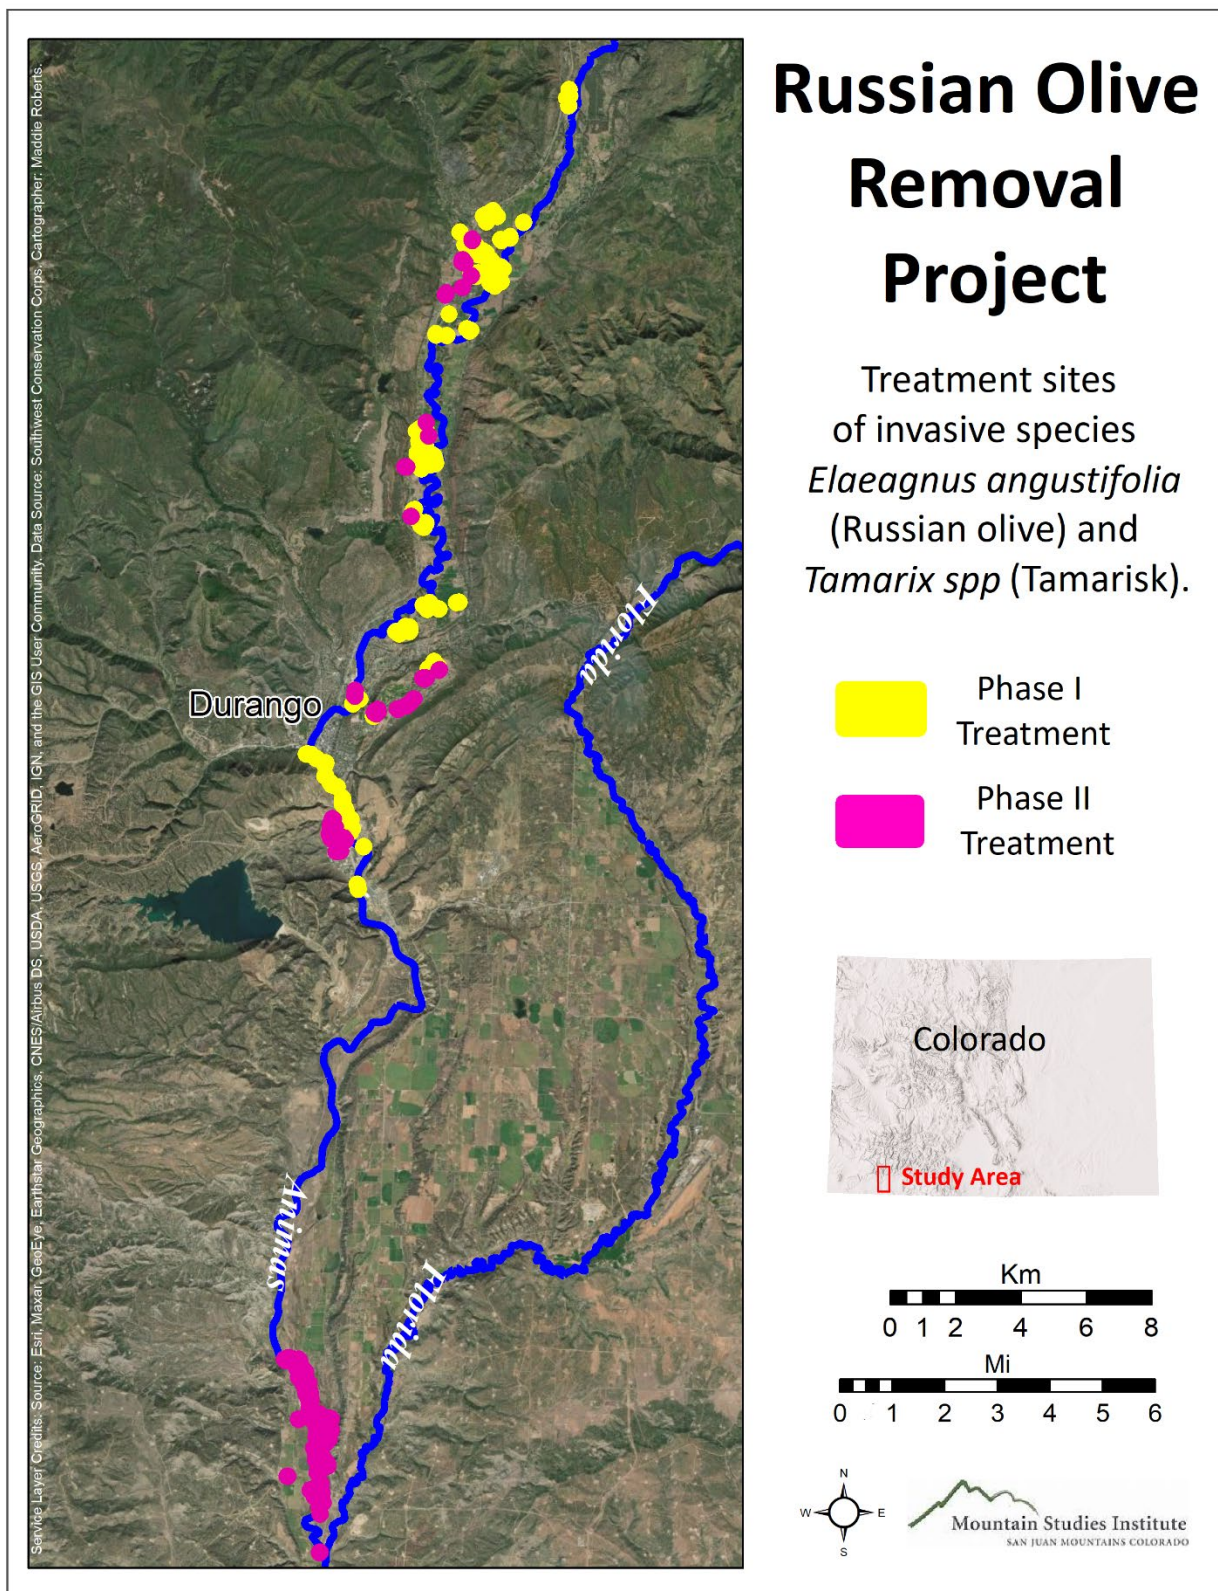 Russian Olive
Removal
Project
Treatment sites
of invasive species
Elaeagnus angustifolia
(Russian olive) and
Tamarix spp (Tamarisk).
Phase I
Treatment
Phase II
Treatment
Colorado
Study Area
Km
0 1 2 4 6 8
Mi
0 1 2 3 4 5 6
N
W E
S
Mountain Studies Institute
SAN JUAN MOUNTAINS COLORADO
Durango
Florida
Animas
Florida
Service Layer Credits: Source: Esri, Maxar, GeoEye, Earthstar Geographics, CNES/Airbus DS, USDA, USGS, AeroGRID, IGN, and the GIS User Community. Data Source: Southwest Conservation Corps, Cartographer: Maddie Roberts.